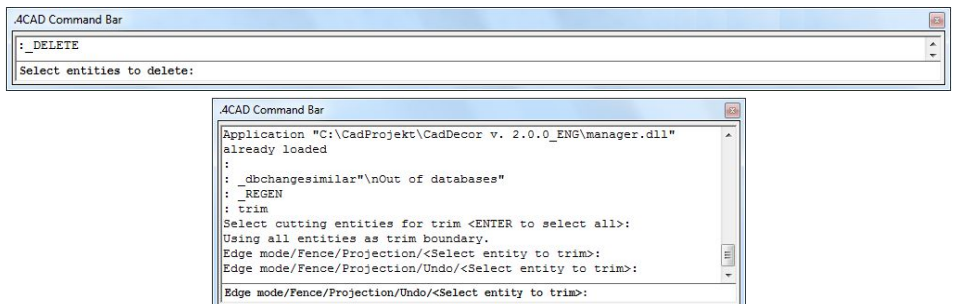 .4CAD Command Bar
:_DELETE
Select entities to delete:
.4CAD Command Bar
Application "C:\CadProjekt\CadDecor v. 2.0.0_ENG\manager.dll"
already loaded
:
: _dbchangesimilar"\nOut of databases"
: _REGEN
: trim
Select cutting entities for trim <ENTER to select all>:
Using all entities as trim boundary.
Edge mode/Fence/Projection/<Select entity to trim>:
Edge mode/Fence/Projection/Undo/<Select entity to trim>:
Edge mode/Fence/Projection/Undo/<Select entity to trim>: